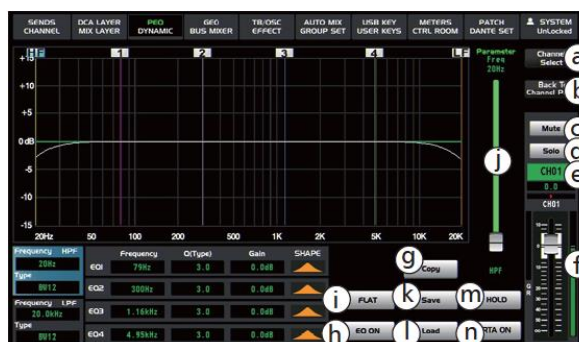 SENDS CHANNEL
DCA LAYER MIX LAYER
PEQ DYNAMIC
GEQ BUS MIXER
TB/OSC EFFECT
AUTO MIX GROUP SET
USB KEY USER KEYS
METERS CTRL ROOM
PATCH DANTE SET
SYSTEM UnLocked
HF 1 2 3 4 LF
Parameter
Freq
20Hz
Channel
Select
a
Back To
Channel
b
Mute
Solo
e
CH01
0.0
CH01
f
GR
j
HPF
+15
+10
+5
0dB
-5
-10
-15
20Hz 50 100 200 500 1K 2K 5K 10K 20K
Frequency HPF
20Hz
Type
BW12
Frequency LPF
20.0kHz
Type
BW12
Frequency Q(Type) Gain SHAPE
EQ1 79Hz 3.0 0.0dB
EQ2 300Hz 3.0 0.0dB
EQ3 1.16kHz 3.0 0.0dB
EQ4 4.95kHz 3.0 0.0dB
g Copy
i FLAT k Save m HOLD
h EQ ON l Load n RTA ON